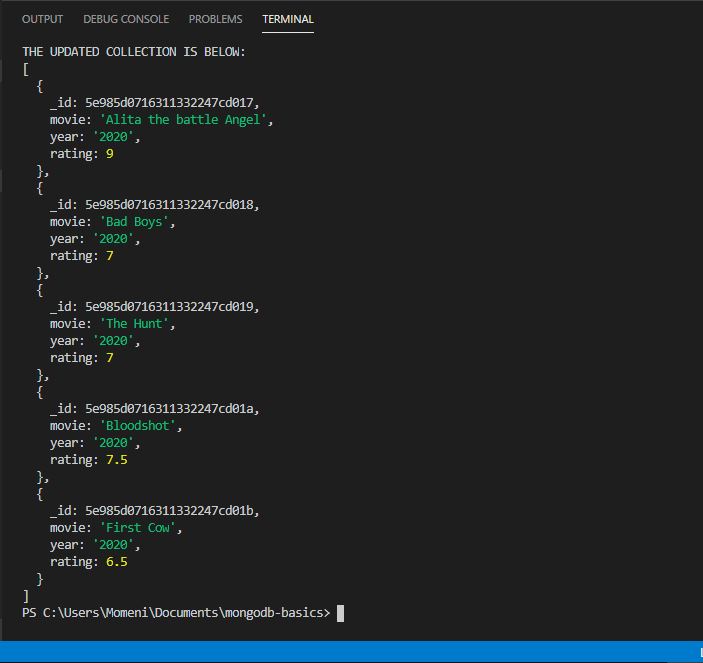 OUTPUT DEBUG CONSOLE PROBLEMS TERMINAL
THE UPDATED COLLECTION IS BELOW:
[
  {
    _id: 5e985d0716311332247cd017,
    movie: 'Alita the battle Angel',
    year: '2020',
    rating: 9
  },
  {
    _id: 5e985d0716311332247cd018,
    movie: 'Bad Boys',
    year: '2020',
    rating: 7
  },
  {
    _id: 5e985d0716311332247cd019,
    movie: 'The Hunt',
    year: '2020',
    rating: 7
  },
  {
    _id: 5e985d0716311332247cd01a,
    movie: 'Bloodshot',
    year: '2020',
    rating: 7.5
  },
  {
    _id: 5e985d0716311332247cd01b,
    movie: 'First Cow',
    year: '2020',
    rating: 6.5
  }
]
PS C:\Users\Momeni\Documents\mongodb-basics>